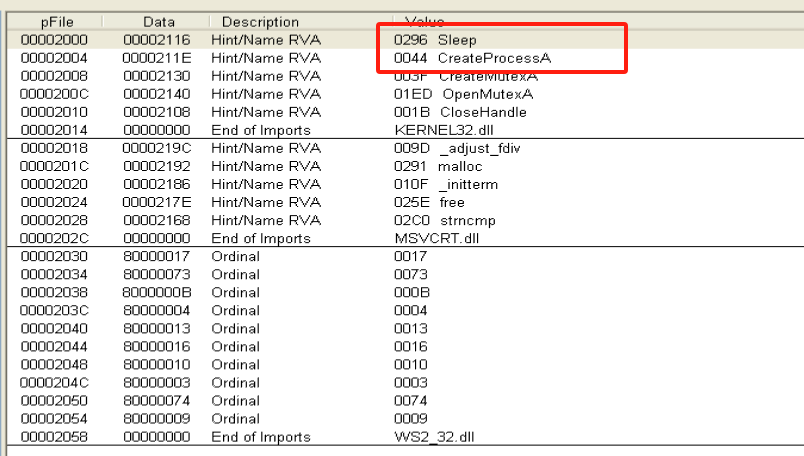 pFile Data Description Value
00002000 00002116 Hint/Name RVA 0296 Sleep
00002004 0000211E Hint/Name RVA 0044 CreateProcessA
00002008 00002130 Hint/Name RVA 003F CreateMutexA
0000200C 00002140 Hint/Name RVA 01ED OpenMutexA
00002010 00002108 Hint/Name RVA 001B CloseHandle
00002014 00000000 End of Imports KERNEL32.dll
00002018 0000219C Hint/Name RVA 009D _adjust_fdiv
0000201C 00002192 Hint/Name RVA 0291 malloc
00002020 00002186 Hint/Name RVA 010F _initterm
00002024 0000217E Hint/Name RVA 025E free
00002028 00002168 Hint/Name RVA 02C0 strncmp
0000202C 00000000 End of Imports MSVCRT.dll
00002030 80000017 Ordinal 0017
00002034 80000073 Ordinal 0073
00002038 8000000B Ordinal 000B
0000203C 80000004 Ordinal 0004
00002040 80000013 Ordinal 0013
00002044 80000016 Ordinal 0016
00002048 80000010 Ordinal 0010
0000204C 80000003 Ordinal 0003
00002050 80000074 Ordinal 0074
00002054 80000009 Ordinal 0009
00002058 00000000 End of Imports WS2_32.dll